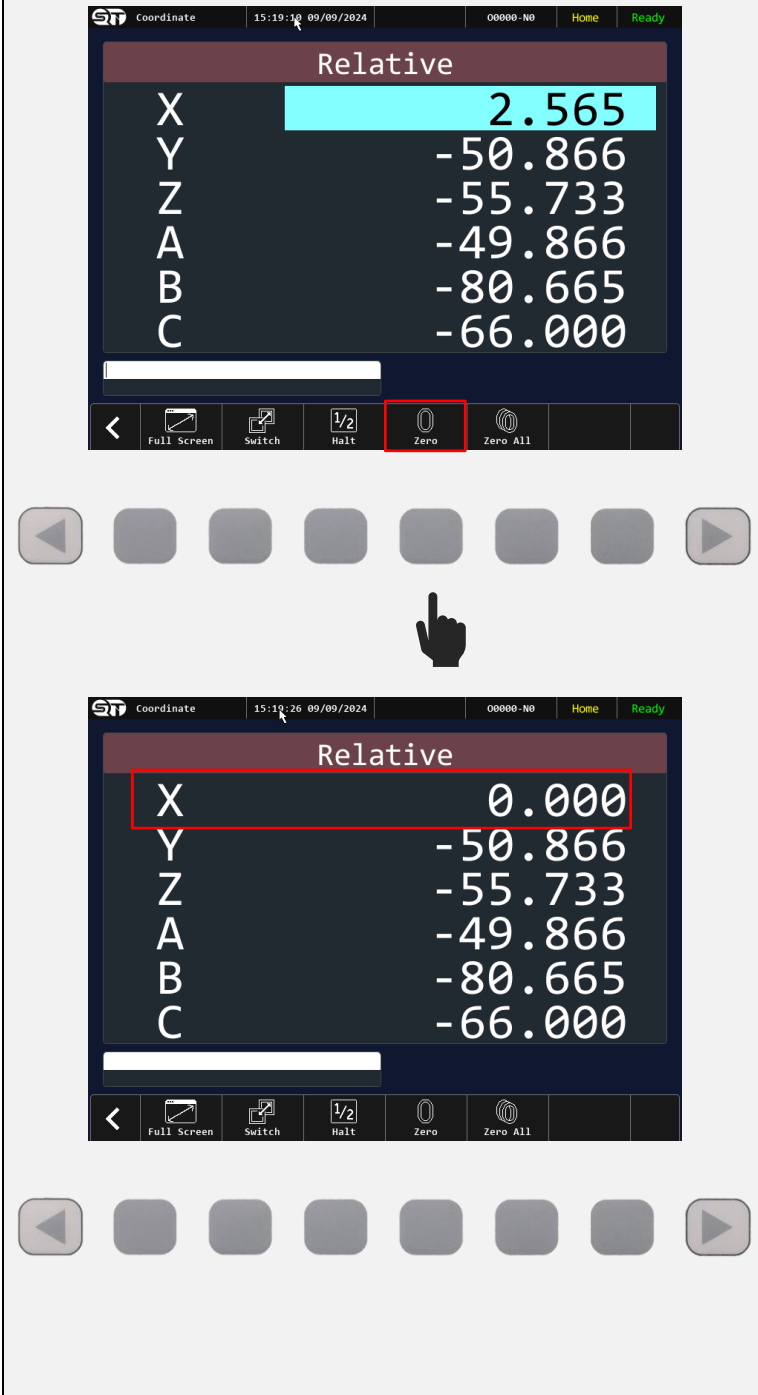 Coordinate 15:19:10 09/09/2024 O0000-N0 Home Ready
Relative
X 2.565
Y -50.866
Z -55.733
A -49.866
B -80.665
C -66.000
1/2
Full Screen Switch Halt Zero Zero All
Coordinate 15:19:26 09/09/2024 O0000-N0 Home Ready
Relative
X 0.000
Y -50.866
Z -55.733
A -49.866
B -80.665
C -66.000
1/2
Full Screen Switch Halt Zero Zero All